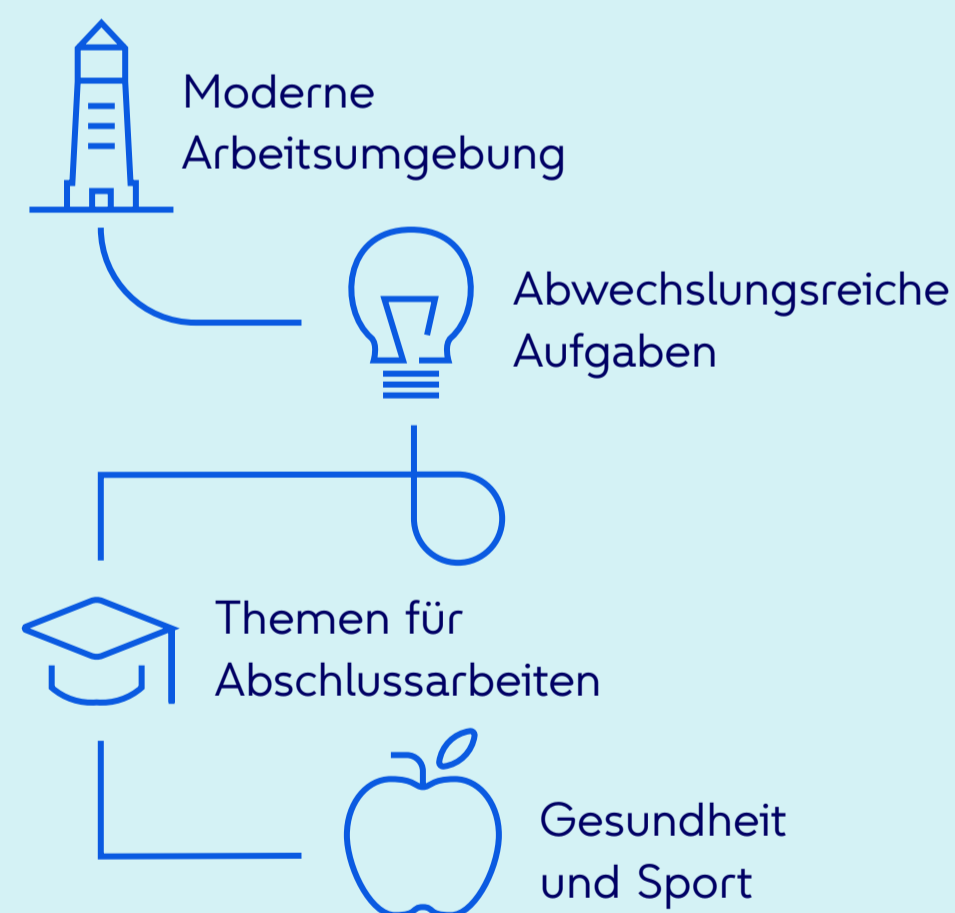 Moderne
Arbeitsumgebung
Abwechslungsreiche
Aufgaben
Themen für
Abschlussarbeiten
Gesundheit
und Sport